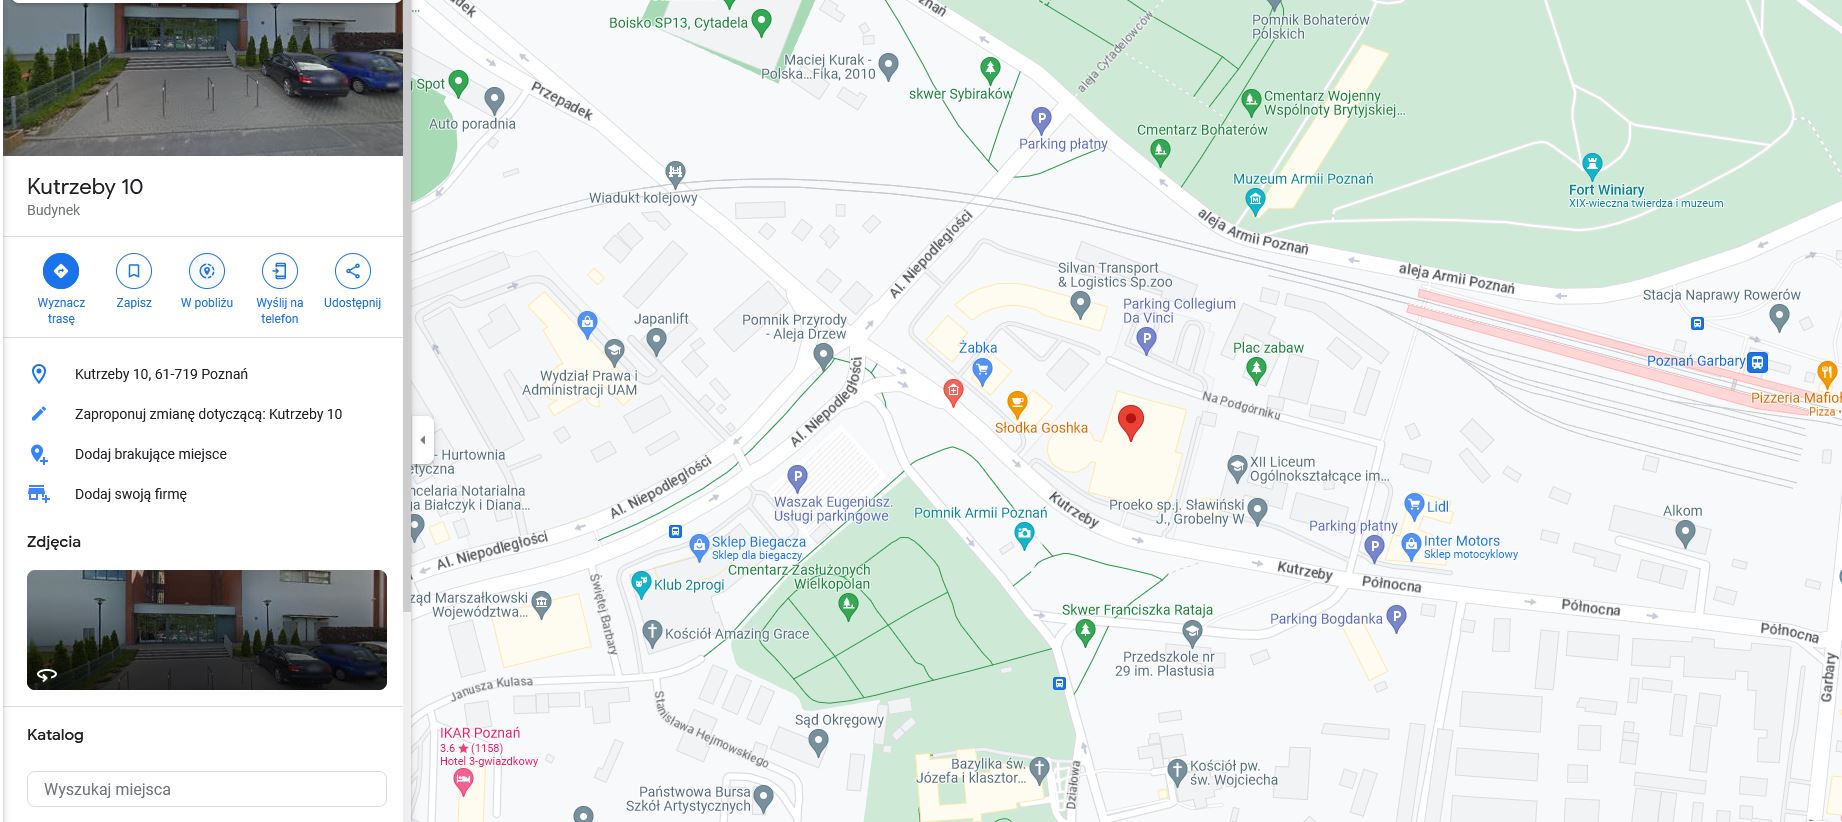 Kutrzeby 10
Budynek
Wyznacz
trasę
Zapisz
W pobliżu
Wyślij na
telefon
Udostępnij
Kutrzeby 10, 61-719 Poznań
Zaproponuj zmianę dotyczącą: Kutrzeby 10
Dodaj brakujące miejsce
Dodaj swoją firmę
Zdjęcia
Katalog
Wyszukaj miejsca
Boisko SP13, Cytadela
Maciej Kurak -
Polska...Fika, 2010
skwer Sybiraków
Pomnik Bohaterów
Polskich
aleja Cytadelowców
Spot
Auto poradnia
Przepadek
P
Parking płatny
Cmentarz Wojenny
Wspólnoty Brytyjskiej...
Cmentarz Bohaterów
Muzeum Armii Poznań
Fort Winiary
XIX-wieczna twierdza i muzeum
Wiadukt kolejowy
aleja Armii Poznań
aleja Armii Poznań
Al. Niepodległości
Silvan Transport
& Logistics Sp.zoo
Parking Collegium
Da Vinci
P
Stacja Naprawy Rowerów
Japanlift
Pomnik Przyrody
- Aleja Drzew
Żabka
Plac zabaw
Poznań Garbary
Wydział Prawa i
Administracji UAM
Na Podgórniku
Pizzeria Mafioł
Pizza ·
Al. Niepodległości
Słodka Goshka
- Hurtownia
etyczna
XII Liceum
Ogólnokształcące im...
Al. Niepodległości
ncelaria Notarialna
a Białczyk i Diana...
P
Waszak Eugeniusz.
Usługi parkingowe
Kutrzeby
Proeko sp.j. Sławiński
J., Grobelny W
Lidl
Pomnik Armii Poznań
Parking płatny
P
Alkom
Al. Niepodległości
Sklep Biegacza
Sklep dla biegaczy
Inter Motors
Sklep motocyklowy
Cmentarz Zasłużonych
Wielkopolan
Klub 2progi
Kutrzeby
Północna
Północna
Północna
ząd Marszałkowski
Województwa...
Świętej Barbary
Skwer Franciszka Rataja
Parking Bogdanka
P
Kościół Amazing Grace
Przedszkole nr
29 im. Plastusia
Garbary
Janusza Kulasa
Stanisława Hejmowskiego
Sąd Okręgowy
IKAR Poznań
3.6 ★ (1158)
Hotel 3-gwiazdkowy
Bazylika św.
Józefa i klasztor...
Działowa
Kościół pw.
św. Wojciecha
Państwowa Bursa
Szkół Artystycznych